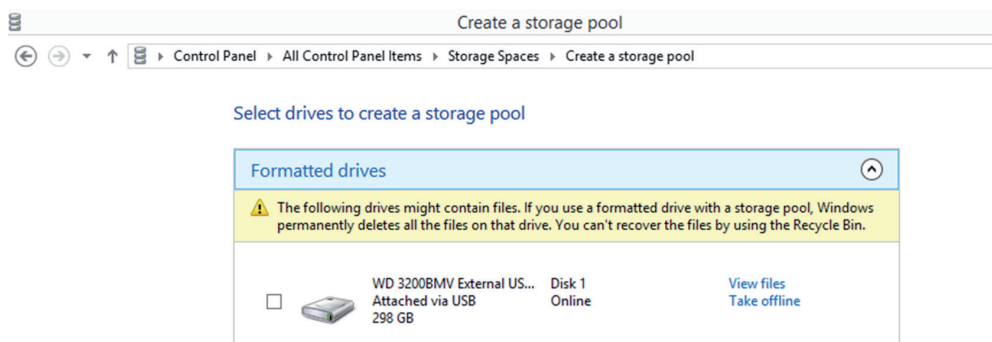 Create a storage pool
Control Panel ▸ All Control Panel Items ▸ Storage Spaces ▸ Create a storage pool
Select drives to create a storage pool
Formatted drives
The following drives might contain files. If you use a formatted drive with a storage pool, Windows
permanently deletes all the files on that drive. You can't recover the files by using the Recycle Bin.
WD 3200BMV External US... Disk 1 View files
Attached via USB Online Take offline
298 GB